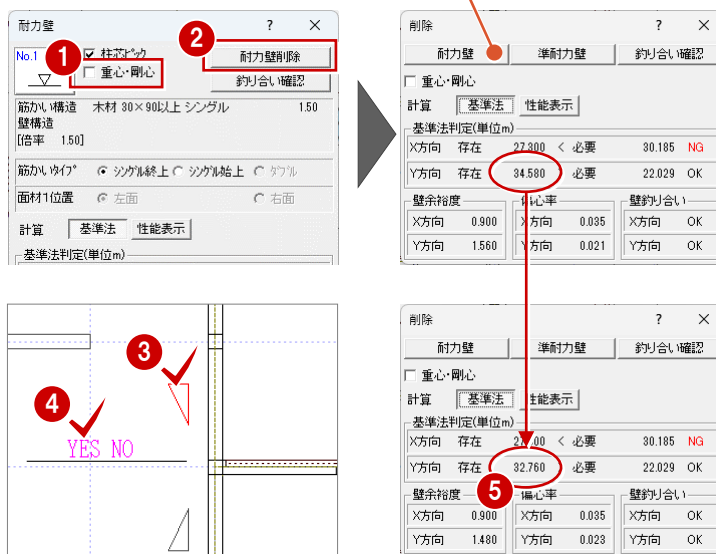 耐力壁 ? ×
No.1 1 柱芯ピック 2 耐力壁削除
重心・剛心 釣り合い確認
筋かい構造 木材 30×90以上 シングル 1.50
壁構造
[倍率 1.50]
筋かいタイプ シングル終上 シングル始上 ダブル
面材1位置 左面 右面
計算 基準法 性能表示
基準法判定(単位m)
削除 ? ×
耐力壁 準耐力壁 釣り合い確認
重心・剛心
計算 基準法 性能表示
基準法判定(単位m)
X方向 存在 27.300 < 必要 30.185 NG
Y方向 存在 34.580 必要 22.029 OK
壁余裕度 偏心率 壁釣り合い
X方向 0.900 X方向 0.035 X方向 OK
Y方向 1.560 Y方向 0.021 Y方向 OK
3
4
YES NO
削除 ? ×
耐力壁 準耐力壁 釣り合い確認
重心・剛心
計算 基準法 性能表示
基準法判定(単位m)
X方向 存在 27.300 < 必要 30.185 NG
Y方向 存在 32.760 必要 22.029 OK
5
壁余裕度 偏心率 壁釣り合い
X方向 0.900 X方向 0.035 X方向 OK
Y方向 1.480 Y方向 0.023 Y方向 OK